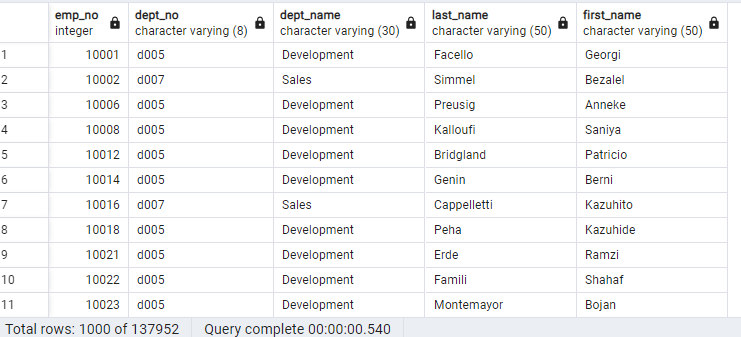 emp_no dept_no dept_name last_name first_name
integer character varying (8) character varying (30) character varying (50) character varying (50)
1 10001 d005 Development Facello Georgi
2 10002 d007 Sales Simmel Bezalel
3 10006 d005 Development Preusig Anneke
4 10008 d005 Development Kalloufi Saniya
5 10012 d005 Development Bridgland Patricio
6 10014 d005 Development Genin Berni
7 10016 d007 Sales Cappelletti Kazuhito
8 10018 d005 Development Peha Kazuhide
9 10021 d005 Development Erde Ramzi
10 10022 d005 Development Famili Shahaf
11 10023 d005 Development Montemayor Bojan
Total rows: 1000 of 137952 Query complete 00:00:00.540